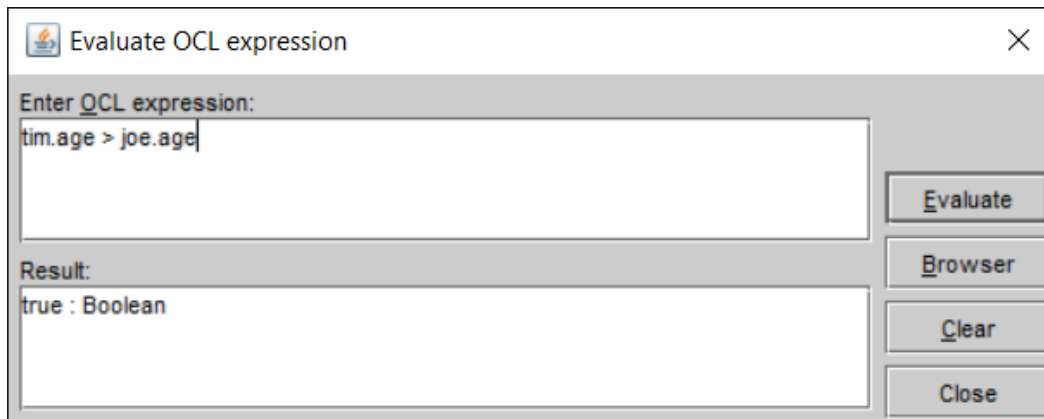 Evaluate OCL expression
Enter OCL expression:
tim.age > joe.age
Evaluate
Browser
Result:
true : Boolean
Clear
Close